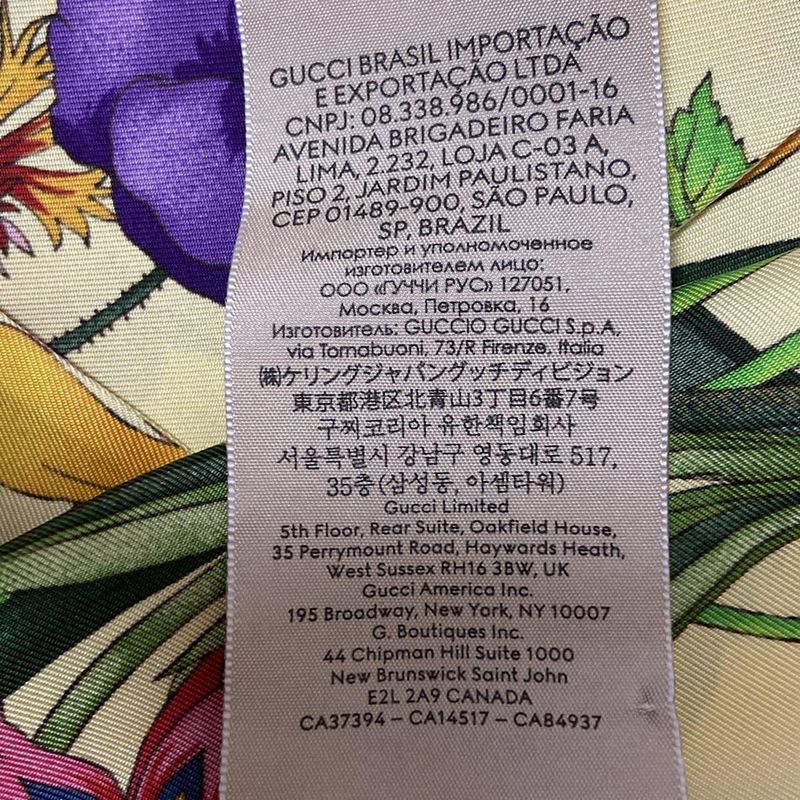 GUCCI BRASIL IMPORTAÇÃO
E EXPORTAÇÃO LTDA
CNPJ: 08.338.986/0001-16
AVENIDA BRIGADEIRO FARIA
LIMA, 2.232, LOJA C-03 A,
PISO 2, JARDIM PAULISTANO,
CEP 01489-900, SÃO PAULO,
SP, BRAZIL
Импортер и уполномоченное
изготовителем лицо:
ООО «ГУЧЧИ РУС» 127051,
Москва, Петровка, 16
Изготовитель: GUCCIO GUCCI S.p.A,
via Tornabuoni, 73/R Firenze, Italia
㈱ケリングジャパングッチディビジョン
東京都港区北青山3丁目6番7号
구찌코리아 유한책임회사
서울특별시 강남구 영동대로 517,
35층 (삼성동, 아셈타워)
Gucci Limited
5th Floor, Rear Suite, Oakfield House,
35 Perrymount Road, Haywards Heath,
West Sussex RH16 3BW, UK
Gucci America Inc.
195 Broadway, New York, NY 10007
G. Boutiques Inc.
44 Chipman Hill Suite 1000
New Brunswick Saint John
E2L 2A9 CANADA
CA37394 – CA14517 – CA84937